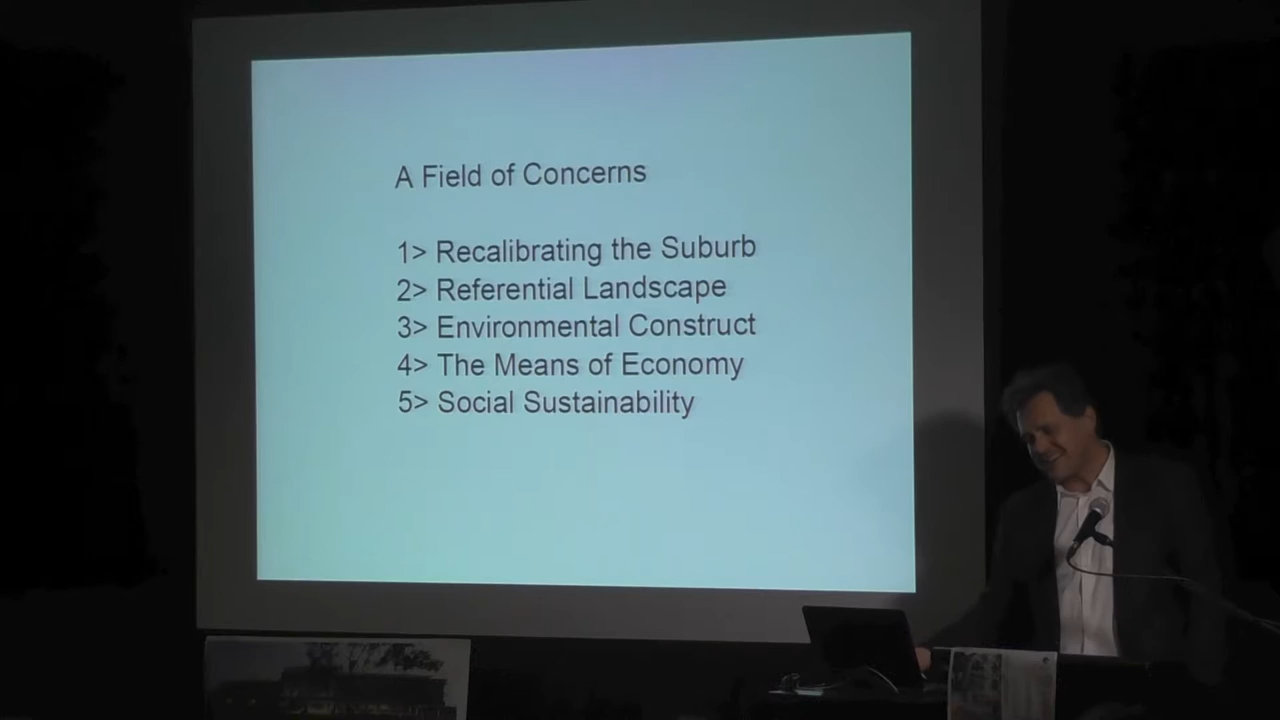 A Field of Concerns
1> Recalibrating the Suburb
2> Referential Landscape
3> Environmental Construct
4> The Means of Economy
5> Social Sustainability